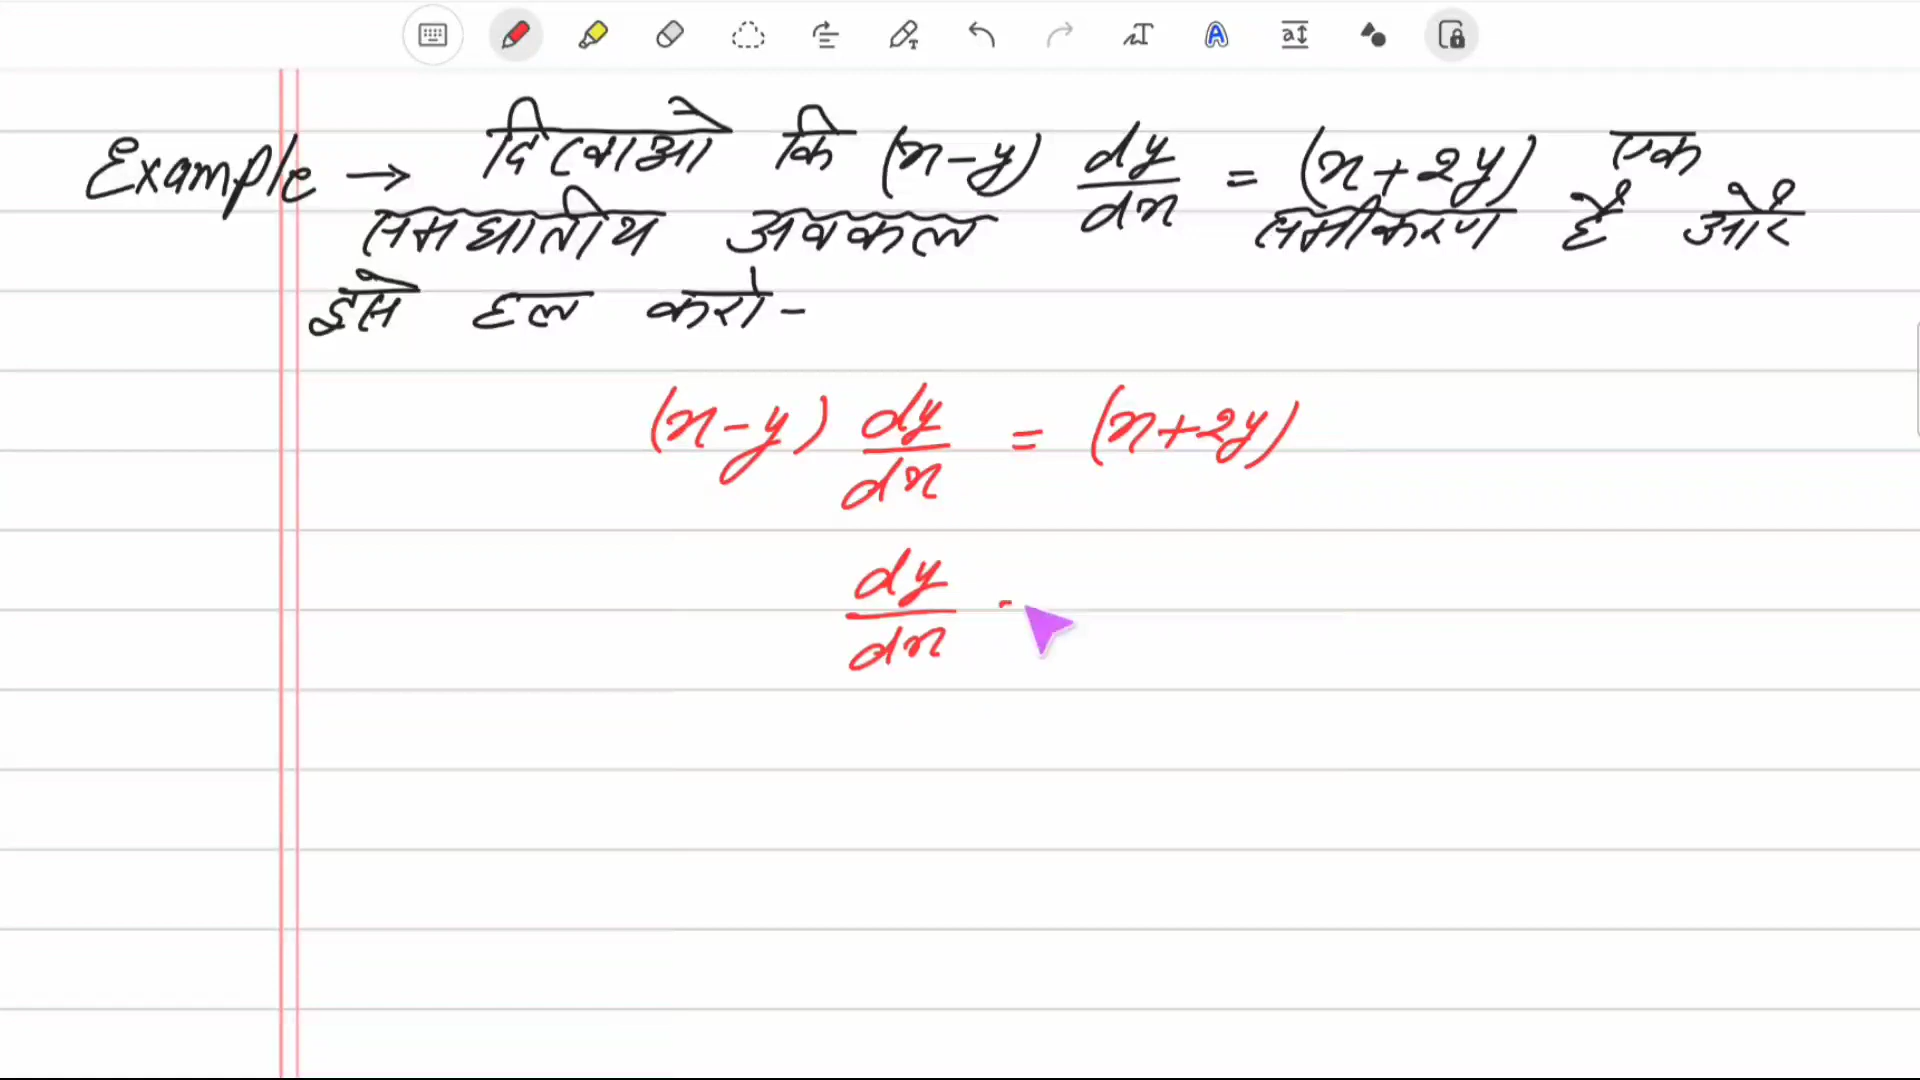 Example → दिखाओ कि (x-y) dy/dx = (x+2y) एक
समघातीय अवकल समीकरण है और
इसे हल करो-
(x-y) dy/dx = (x+2y)
dy/dx -